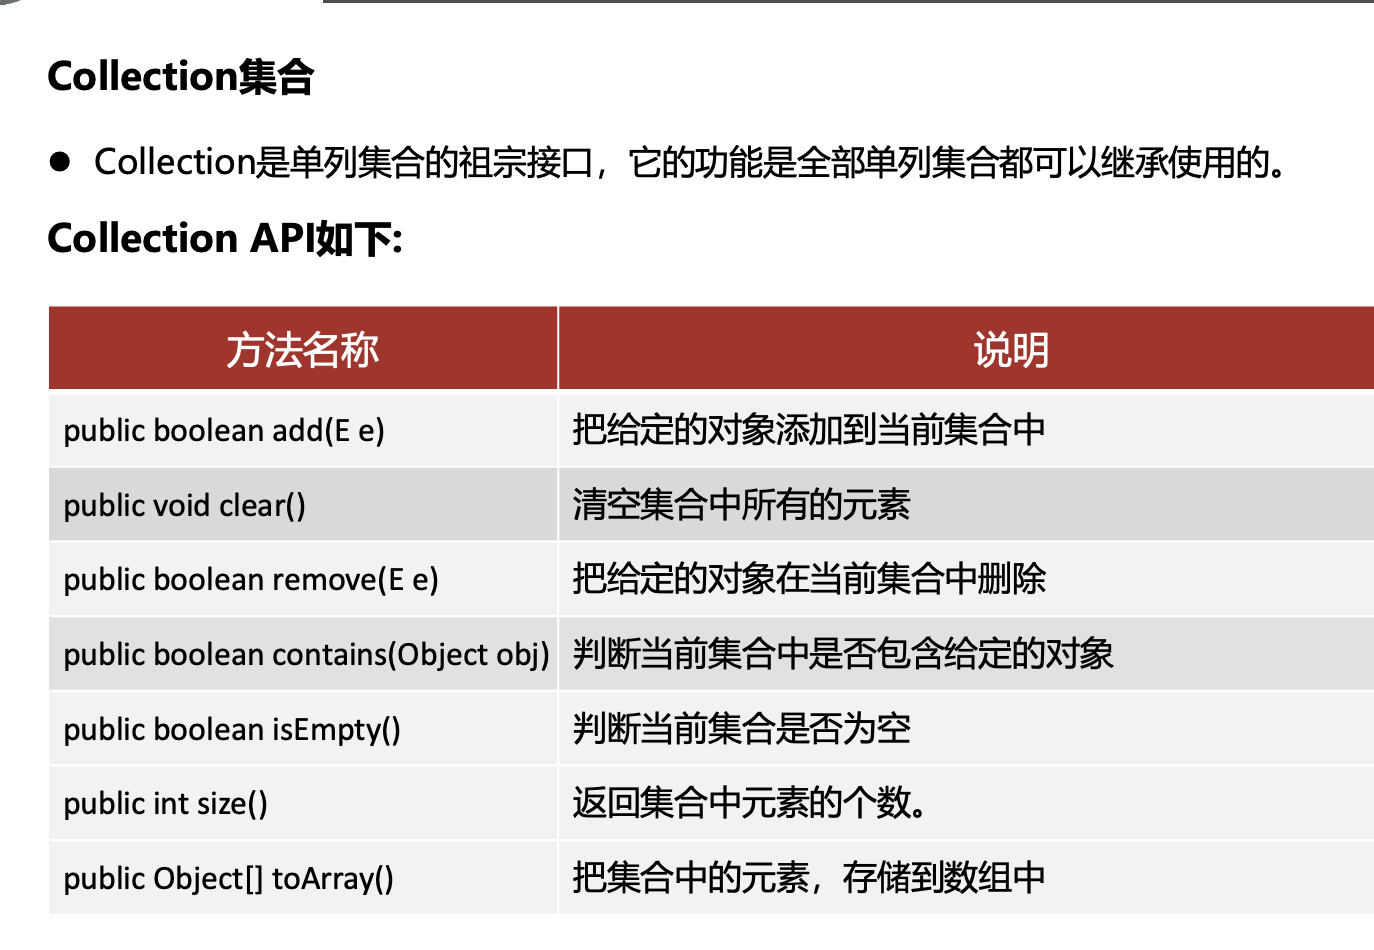 Collection集合
● Collection是单列集合的祖宗接口，它的功能是全部单列集合都可以继承使用的。
Collection API如下:
方法名称 说明
public boolean add(E e) 把给定的对象添加到当前集合中
public void clear() 清空集合中所有的元素
public boolean remove(E e) 把给定的对象在当前集合中删除
public boolean contains(Object obj) 判断当前集合中是否包含给定的对象
public boolean isEmpty() 判断当前集合是否为空
public int size() 返回集合中元素的个数。
public Object[] toArray() 把集合中的元素，存储到数组中